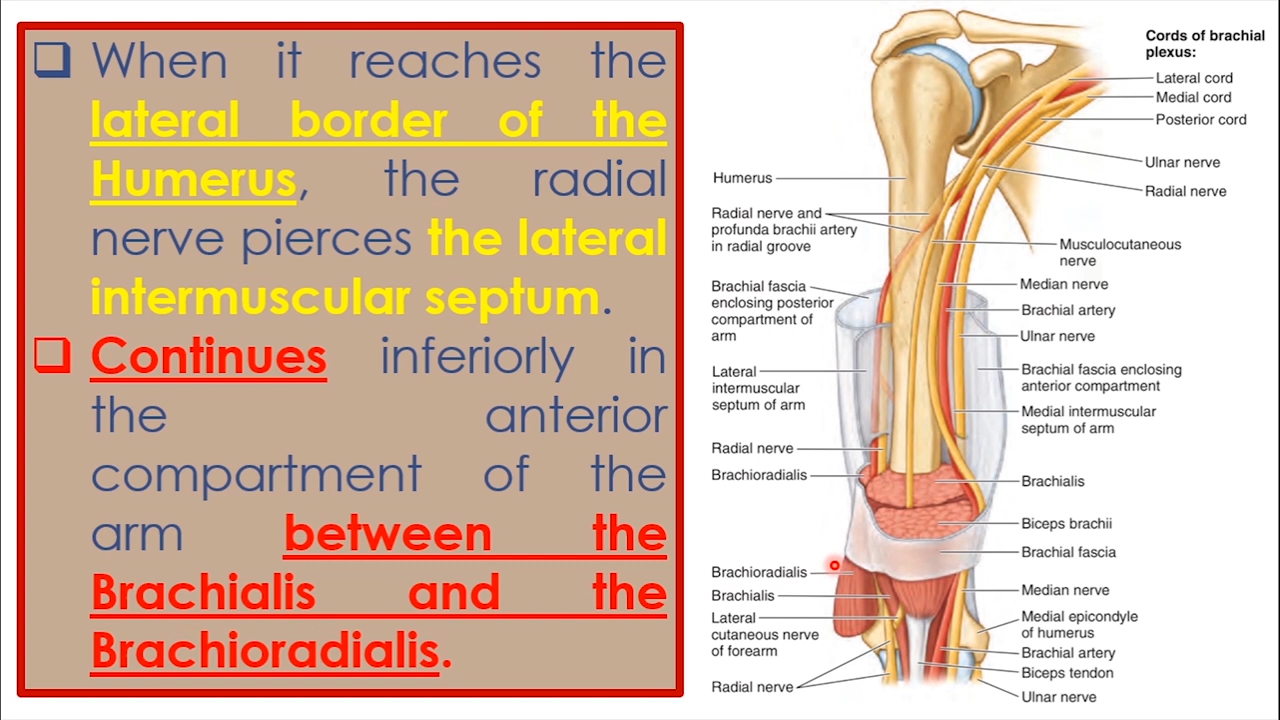 ❑ When it reaches the
lateral border of the
Humerus, the radial
nerve pierces the lateral
intermuscular septum.
❑ Continues inferiorly in
the anterior
compartment of the
arm between the
Brachialis and the
Brachioradialis.
Cords of brachial
plexus:
Lateral cord
Medial cord
Posterior cord
Ulnar nerve
Radial nerve
Musculocutaneous
nerve
Median nerve
Brachial artery
Ulnar nerve
Brachial fascia enclosing
anterior compartment
Medial intermuscular
septum of arm
Brachialis
Biceps brachii
Brachial fascia
Median nerve
Medial epicondyle
of humerus
Brachial artery
Biceps tendon
Ulnar nerve
Humerus
Radial nerve and
profunda brachii artery
in radial groove
Brachial fascia
enclosing posterior
compartment of
arm
Lateral
intermuscular
septum of arm
Radial nerve
Brachioradialis
Brachioradialis
Brachialis
Lateral
cutaneous nerve
of forearm
Radial nerve